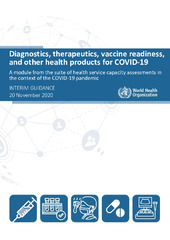 Diagnostics, therapeutics, vaccine readiness,
and other health products for COVID-19
A module from the suite of health service capacity assessments in
the context of the COVID-19 pandemic
INTERIM GUIDANCE
20 November 2020
World Health
Organization